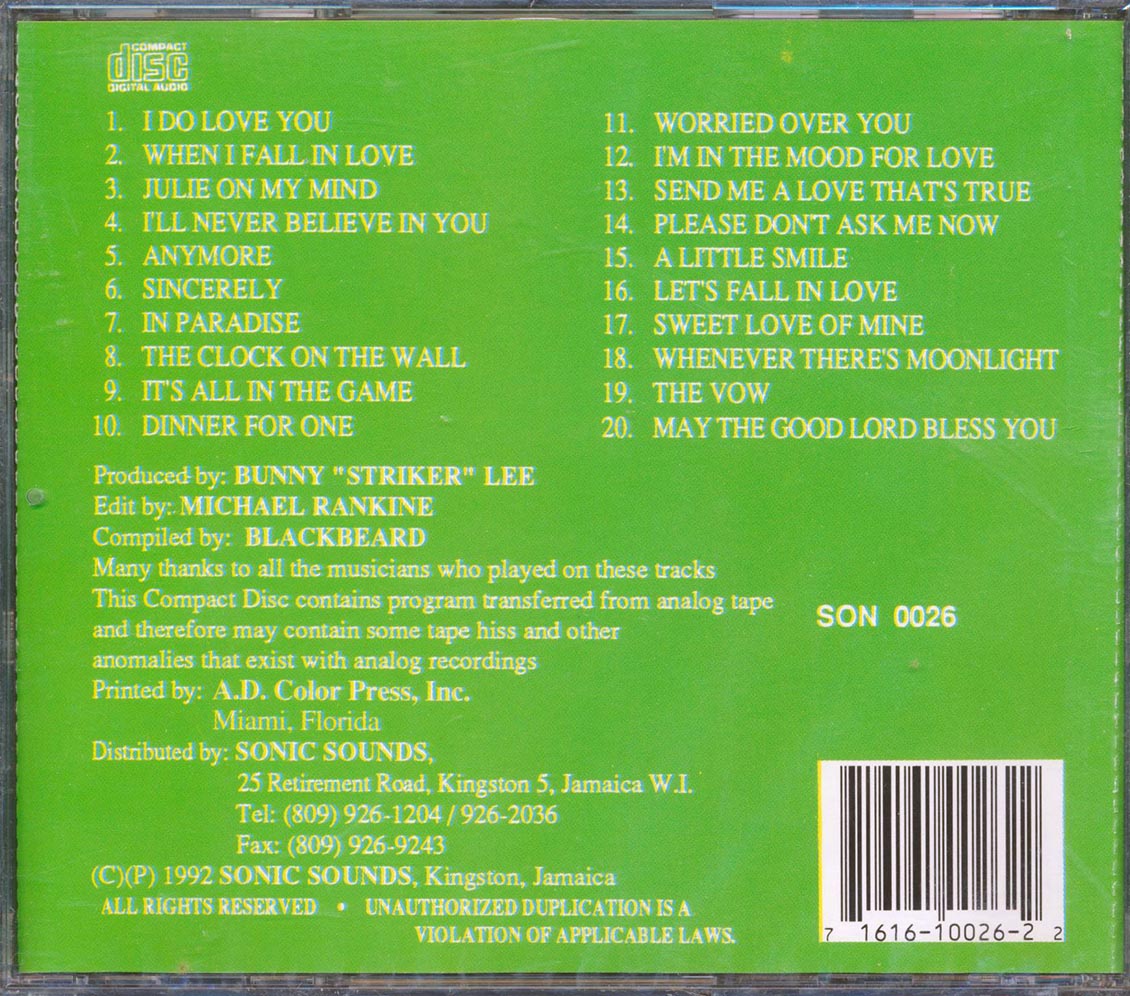 COMPACT
disc
DIGITAL AUDIO
1. I DO LOVE YOU
2. WHEN I FALL IN LOVE
3. JULIE ON MY MIND
4. I'LL NEVER BELIEVE IN YOU
5. ANYMORE
6. SINCERELY
7. IN PARADISE
8. THE CLOCK ON THE WALL
9. IT'S ALL IN THE GAME
10. DINNER FOR ONE
11. WORRIED OVER YOU
12. I'M IN THE MOOD FOR LOVE
13. SEND ME A LOVE THAT'S TRUE
14. PLEASE DON'T ASK ME NOW
15. A LITTLE SMILE
16. LET'S FALL IN LOVE
17. SWEET LOVE OF MINE
18. WHENEVER THERE'S MOONLIGHT
19. THE VOW
20. MAY THE GOOD LORD BLESS YOU
Produced by: BUNNY "STRIKER" LEE
Edit by: MICHAEL RANKINE
Compiled by: BLACKBEARD
Many thanks to all the musicians who played on these tracks
This Compact Disc contains program transferred from analog tape
and therefore may contain some tape hiss and other
anomalies that exist with analog recordings
Printed by: A.D. Color Press, Inc.
Miami, Florida
Distributed by: SONIC SOUNDS,
25 Retirement Road, Kingston 5, Jamaica W.I.
Tel: (809) 926-1204 / 926-2036
Fax: (809) 926-9243
(C)(P) 1992 SONIC SOUNDS, Kingston, Jamaica
ALL RIGHTS RESERVED • UNAUTHORIZED DUPLICATION IS A
VIOLATION OF APPLICABLE LAWS.
SON 0026
7 1616-10026-2 2